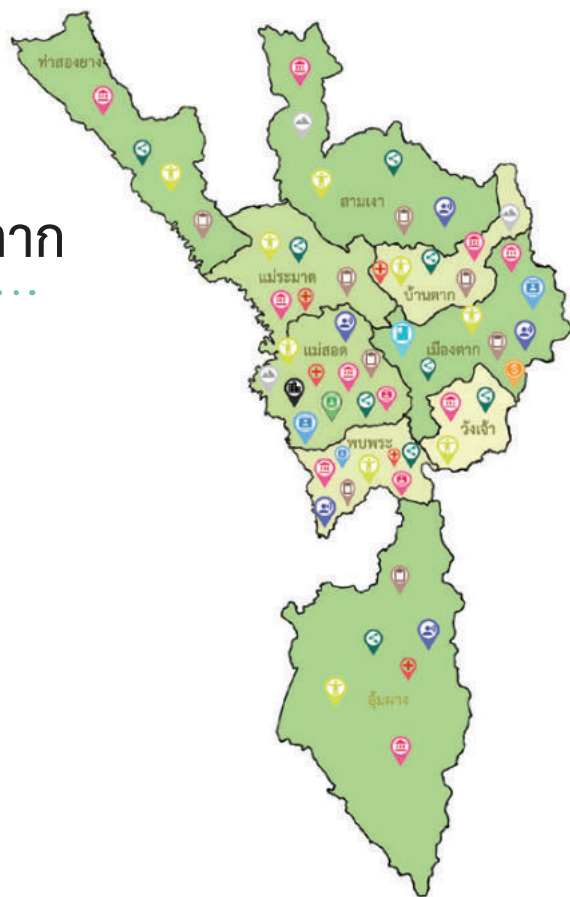 ท่าสองยาง
สามเงา
ตาก
แม่ระมาด
บ้านตาก
แม่สอด
เมืองตาก
วังเจ้า
พบพระ
อุ้มผาง